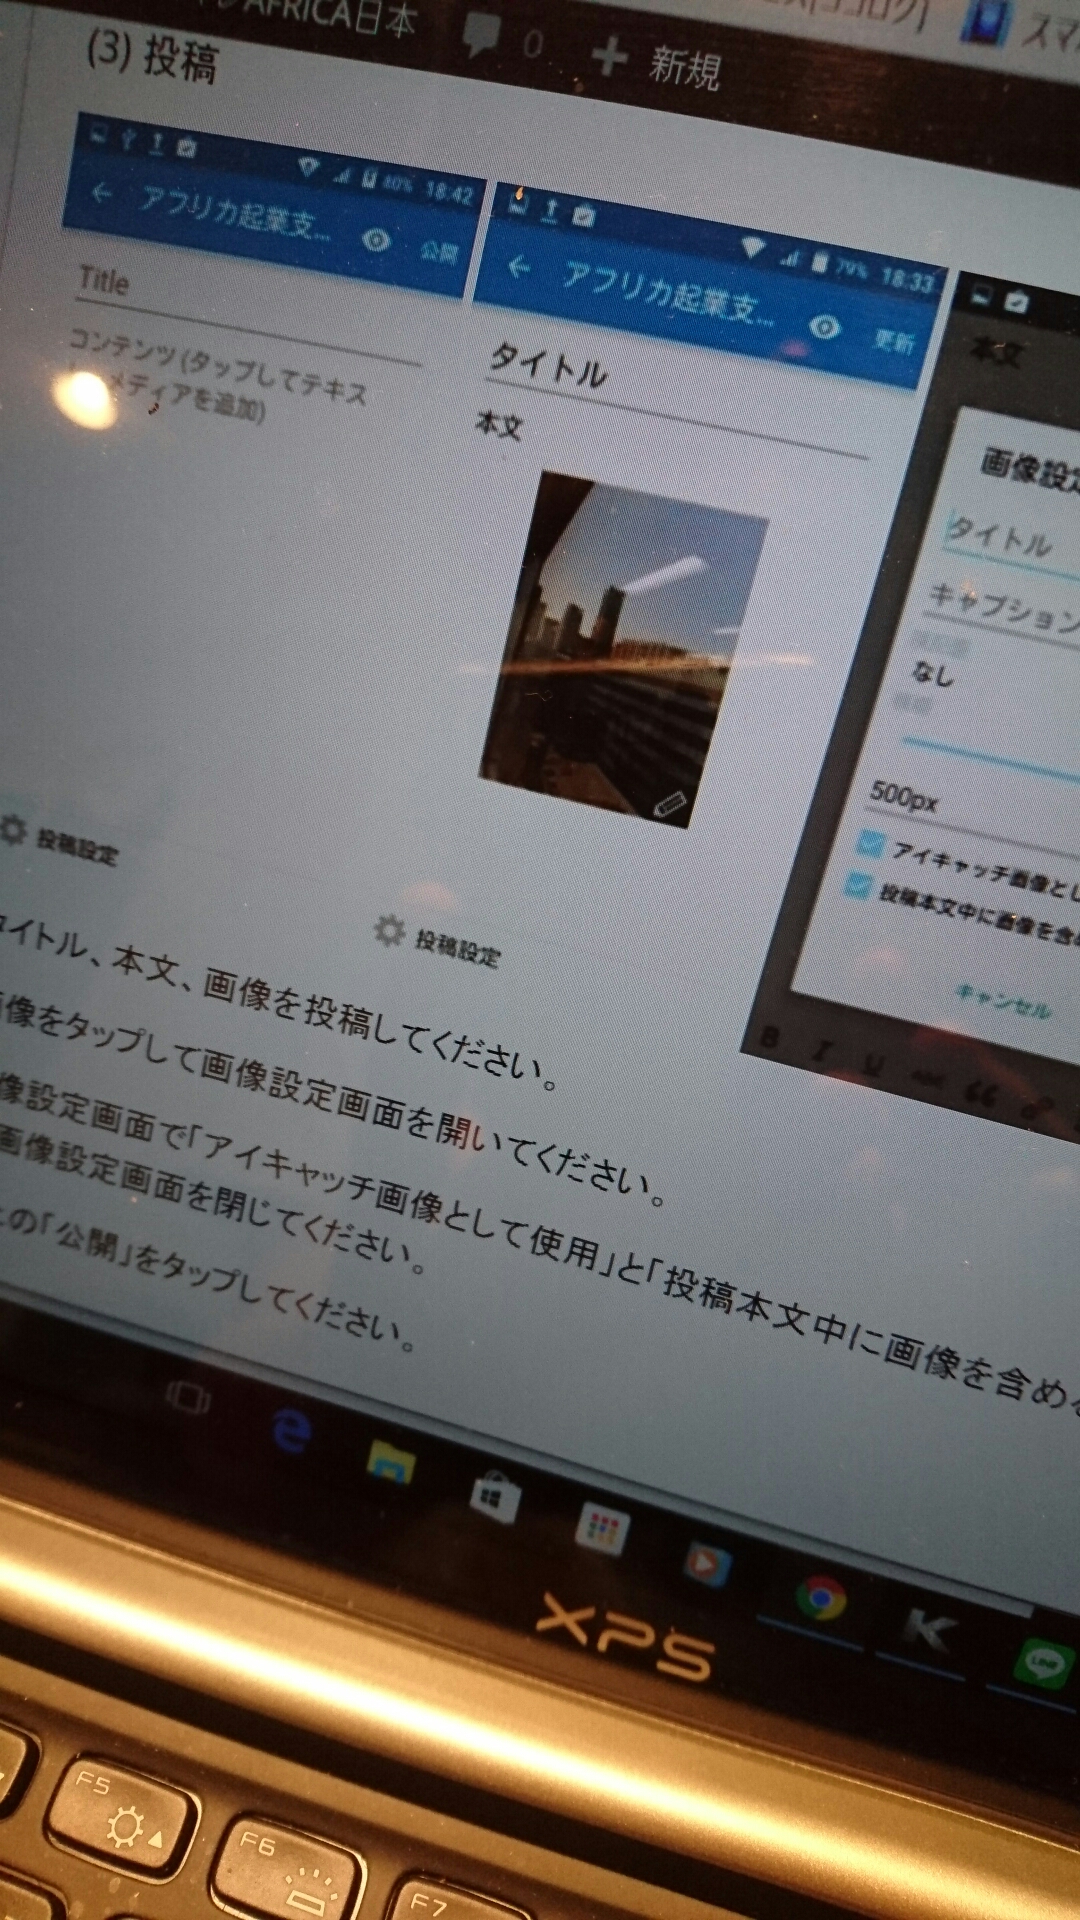 AFRICA日本
0
新規
スマ
(3) 投稿
80% 18:42
アフリカ起業支...
公開
Title
コンテンツ(タップしてテキス
メディアを追加)
投稿設定
79% 18:33
アフリカ起業支...
更新
タイトル
本文
投稿設定
本文
画像設定
タイトル
キャプション
なし
500px
アイキャッチ画像とし
投稿本文中に画像を含め
キャンセル
B I U ABC
イトル、本文、画像を投稿してください。
像をタップして画像設定画面を開いてください。
像設定画面で「アイキャッチ画像として使用」と「投稿本文中に画像を含める
画像設定画面を閉じてください。
の「公開」をタップしてください。
LINE
XPS
F5
F6
F7